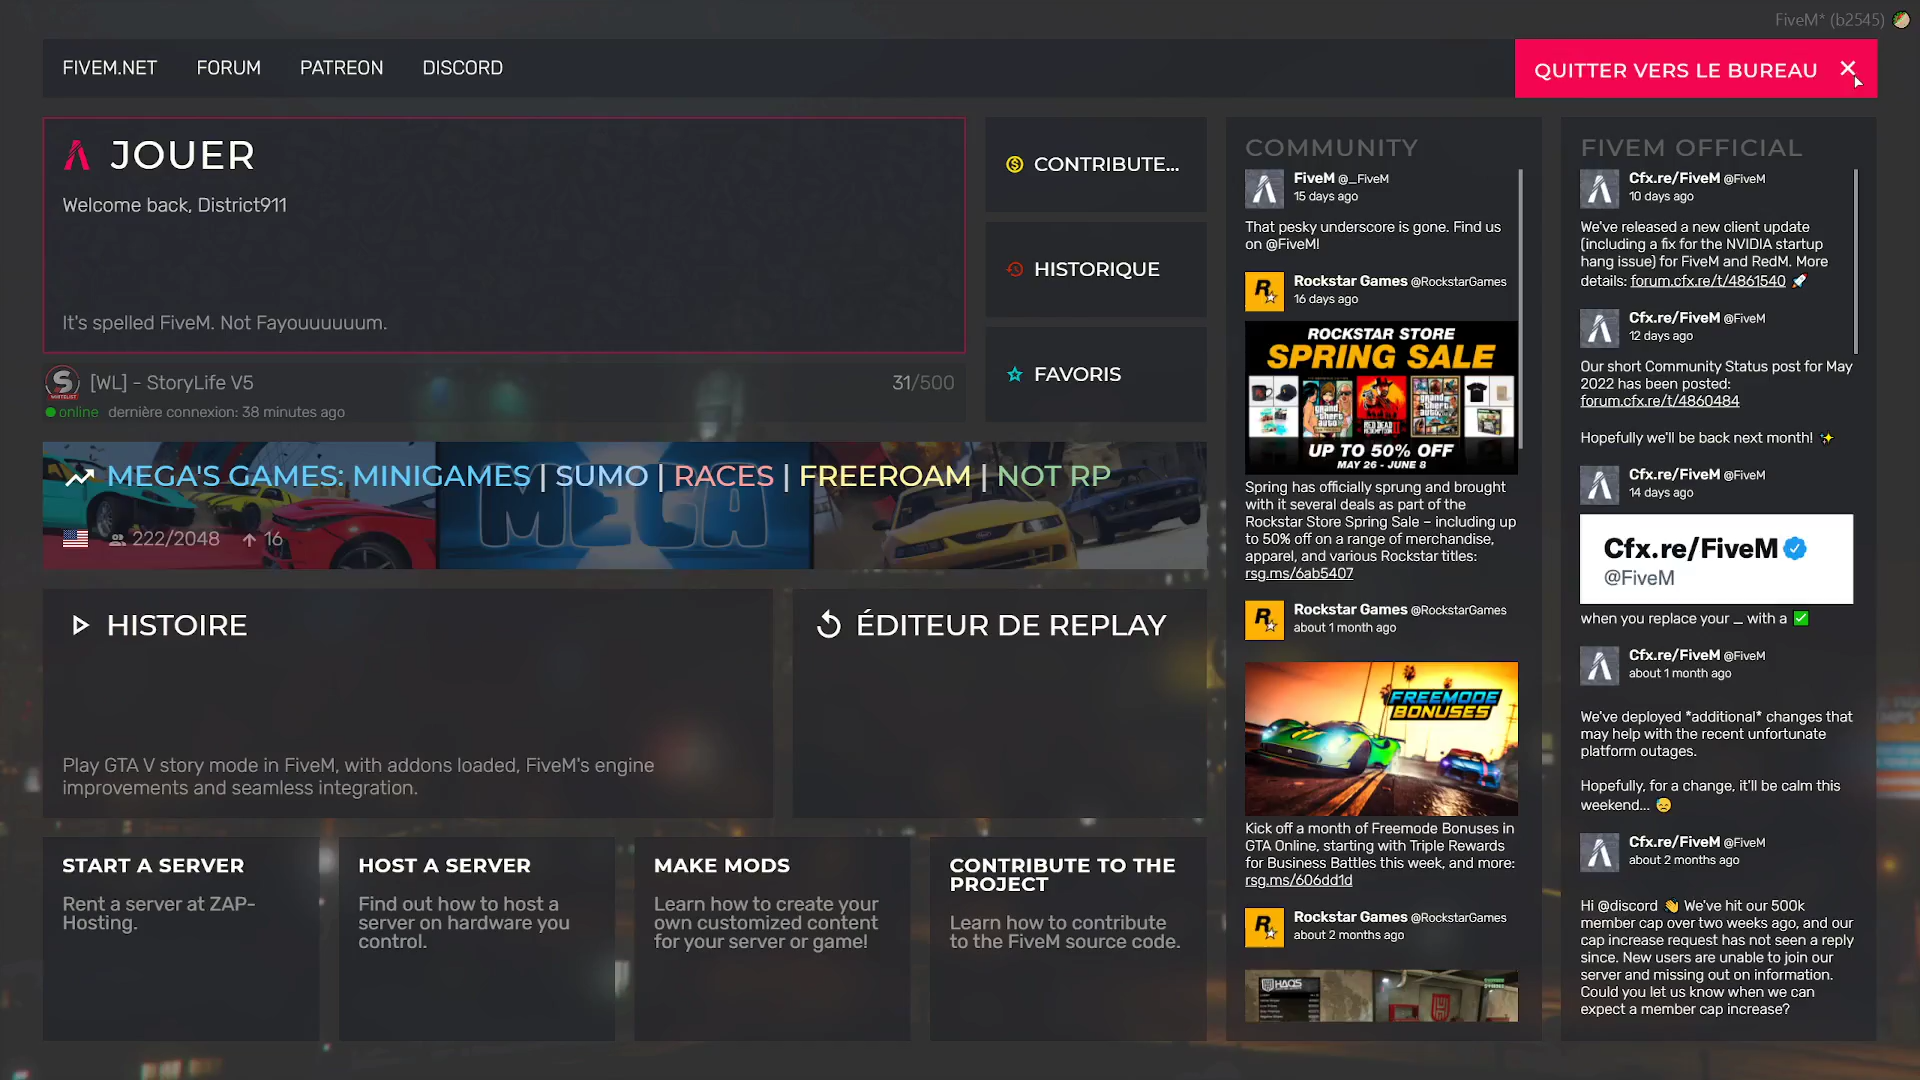 FiveM* (b2545)
FIVEM.NET
FORUM
PATREON
DISCORD
QUITTER VERS LE BUREAU
JOUER
Welcome back, District911
It's spelled FiveM. Not Fayouuuuuum.
[WL] - StoryLife V5
31/500
online
dernière connexion: 38 minutes ago
CONTRIBUTE...
HISTORIQUE
FAVORIS
MEGA'S GAMES: MINIGAMES | SUMO | RACES | FREEROAM | NOT RP
MEGA
222/2048
16
HISTOIRE
Play GTA V story mode in FiveM, with addons loaded, FiveM's engine
improvements and seamless integration.
ÉDITEUR DE REPLAY
START A SERVER
Rent a server at ZAP-
Hosting.
HOST A SERVER
Find out how to host a
server on hardware you
control.
MAKE MODS
Learn how to create your
own customized content
for your server or game!
CONTRIBUTE TO THE
PROJECT
Learn how to contribute
to the FiveM source code.
COMMUNITY
FiveM @_FiveM
15 days ago
That pesky underscore is gone. Find us
on @FiveM!
Rockstar Games @RockstarGames
16 days ago
ROCKSTAR STORE
SPRING SALE
UP TO 50% OFF
MAY 26 - JUNE 8
Spring has officially sprung and brought
with it several deals as part of the
Rockstar Store Spring Sale – including up
to 50% off on a range of merchandise,
apparel, and various Rockstar titles:
rsg.ms/6ab5407
Rockstar Games @RockstarGames
about 1 month ago
FREEMODE
BONUSES
Kick off a month of Freemode Bonuses in
GTA Online, starting with Triple Rewards
for Business Battles this week, and more:
rsg.ms/606dd1d
Rockstar Games @RockstarGames
about 2 months ago
FIVEM OFFICIAL
Cfx.re/FiveM @FiveM
10 days ago
We've released a new client update
(including a fix for the NVIDIA startup
hang issue) for FiveM and RedM. More
details: forum.cfx.re/t/4861540 🚀
Cfx.re/FiveM @FiveM
12 days ago
Our short Community Status post for May
2022 has been posted:
forum.cfx.re/t/4860484
Hopefully we'll be back next month! ✨
Cfx.re/FiveM @FiveM
14 days ago
Cfx.re/FiveM
@FiveM
when you replace your _ with a ✅
Cfx.re/FiveM @FiveM
about 1 month ago
We've deployed *additional* changes that
may help with the recent unfortunate
platform outages.
Hopefully, for a change, it'll be calm this
weekend... 😥
Cfx.re/FiveM @FiveM
about 2 months ago
Hi @discord 👋 We've hit our 500k
member cap over two weeks ago, and our
cap increase request has not seen a reply
since. New users are unable to join our
server and missing out on information.
Could you let us know when we can
expect a member cap increase?